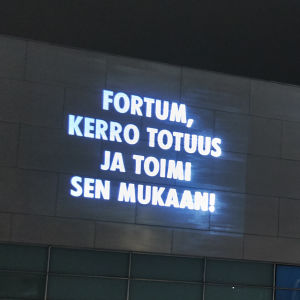 FORTUM,
KERRO TOTUUS
JA TOIMI
SEN MUKAAN!